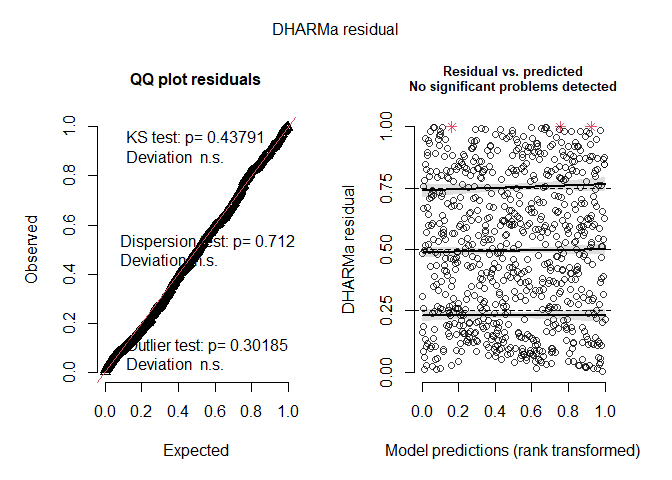 DHARMa residual
QQ plot residuals
KS test: p= 0.43791
Deviation n.s.
Dispersion test: p= 0.712
Deviation n.s.
Outlier test: p= 0.30185
Deviation n.s.
Observed
0.0 0.2 0.4 0.6 0.8 1.0
0.0 0.2 0.4 0.6 0.8 1.0
Expected
Residual vs. predicted
No significant problems detected
DHARMa residual
0.00 0.25 0.50 0.75 1.00
0.0 0.2 0.4 0.6 0.8 1.0
Model predictions (rank transformed)